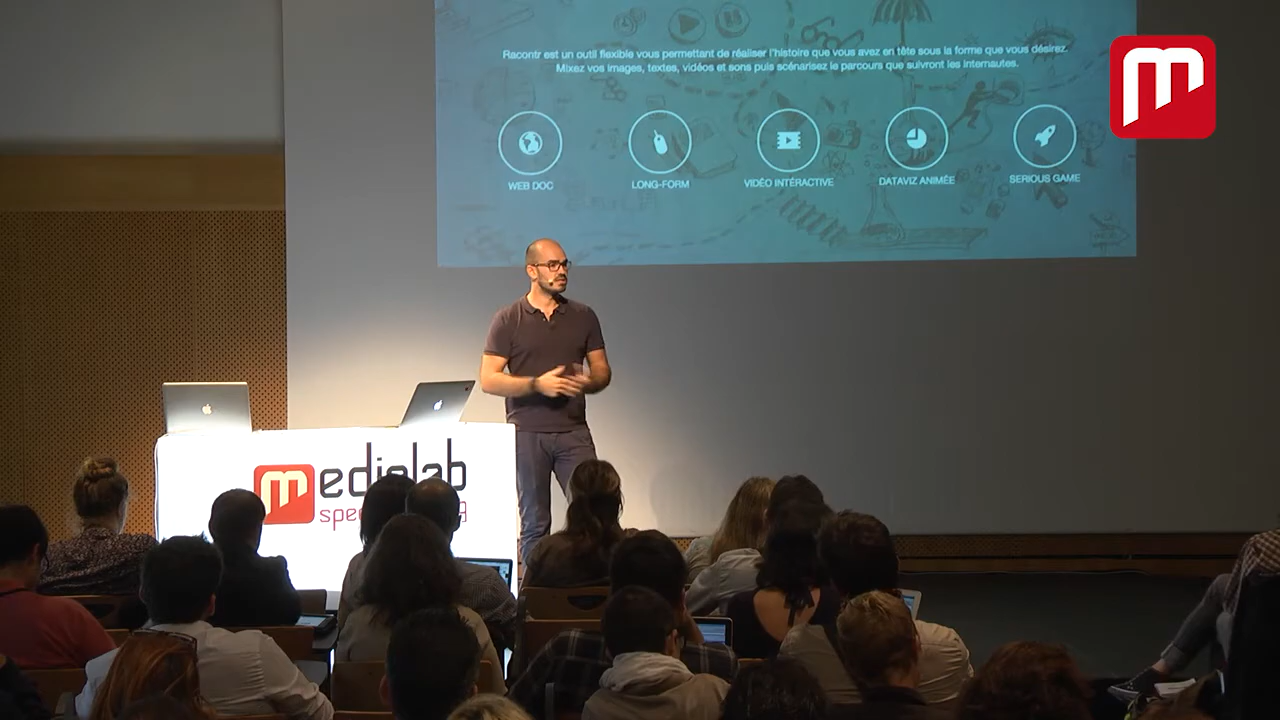 Racontr est un outil flexible vous permettant de réaliser l'histoire que vous avez en tête sous la forme que vous désirez.
Mixez vos images, textes, vidéos et sons puis scénarisez le parcours que suivront les internautes.
WEB DOC
LONG-FORM
VIDÉO INTÉRACTIVE
DATAVIZ ANIMÉE
SERIOUS GAME
m
medialab